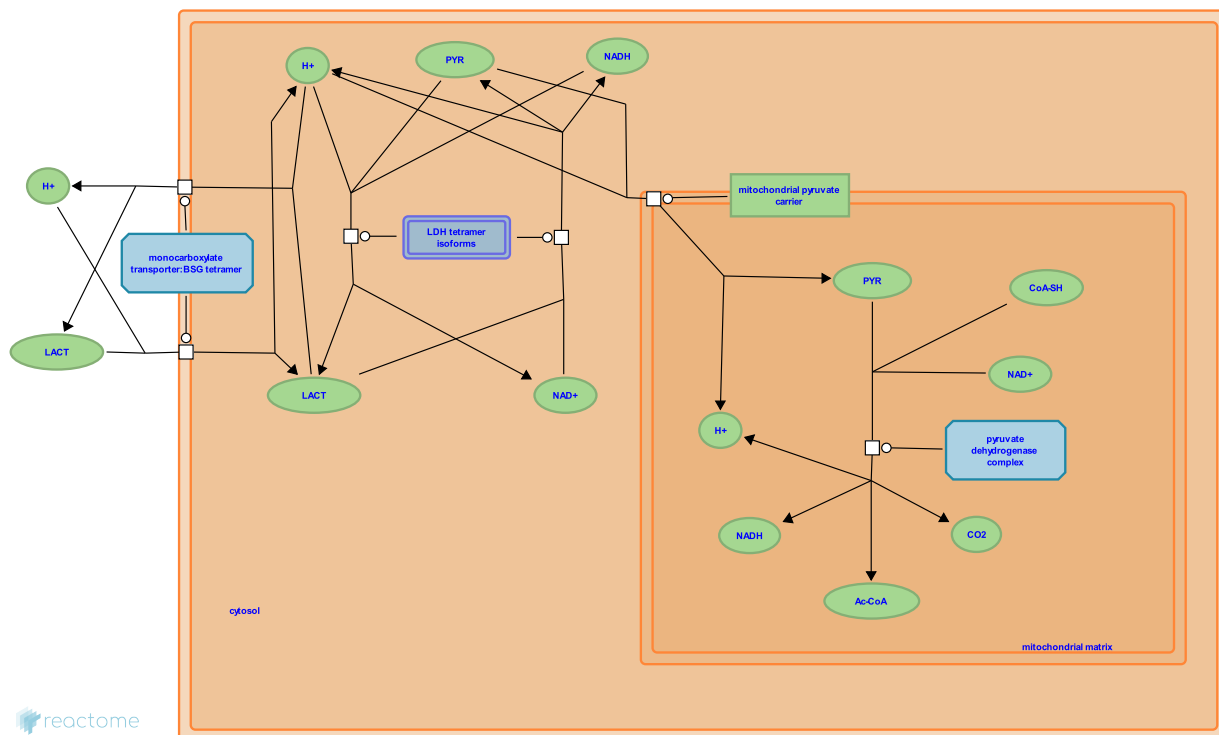 H+
PYR
NADH
H+
mitochondrial pyruvate
carrier
LDH tetramer
isoforms
monocarboxylate
transporter:BSG tetramer
PYR
CoA-SH
LACT
NAD+
LACT
NAD+
H+
pyruvate
dehydrogenase
complex
NADH
CO2
Ac-CoA
cytosol
mitochondrial matrix
reactome